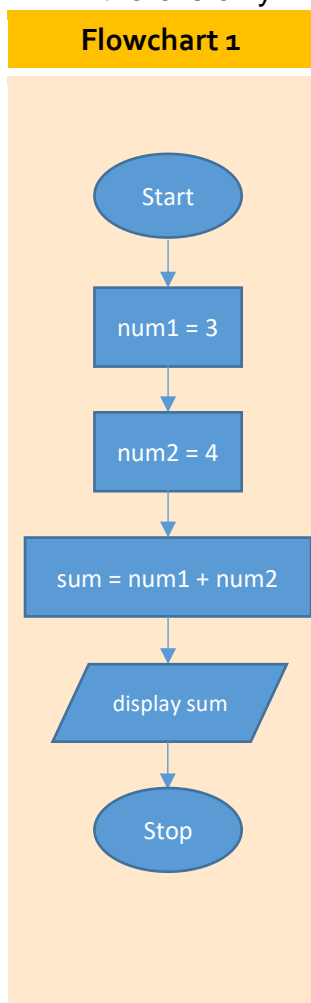 Flowchart 1
Start
num1 = 3
num2 = 4
sum = num1 + num2
display sum
Stop